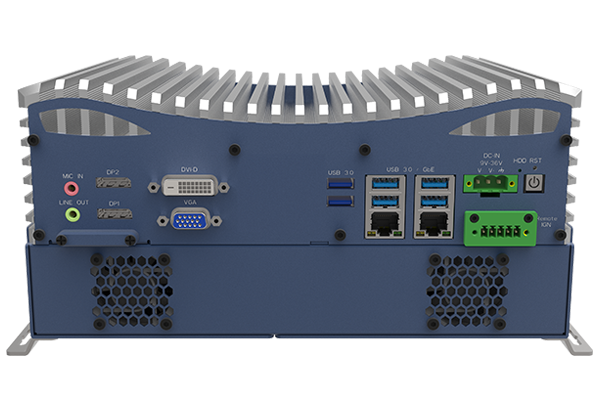 DVI-D
DC IN
9V-36V
V+ V-
HDD RST
MIC IN
DP2
USB 3.0
USB 3.0 · GbE
LINE OUT
DP1
VGA
Remote
IGN